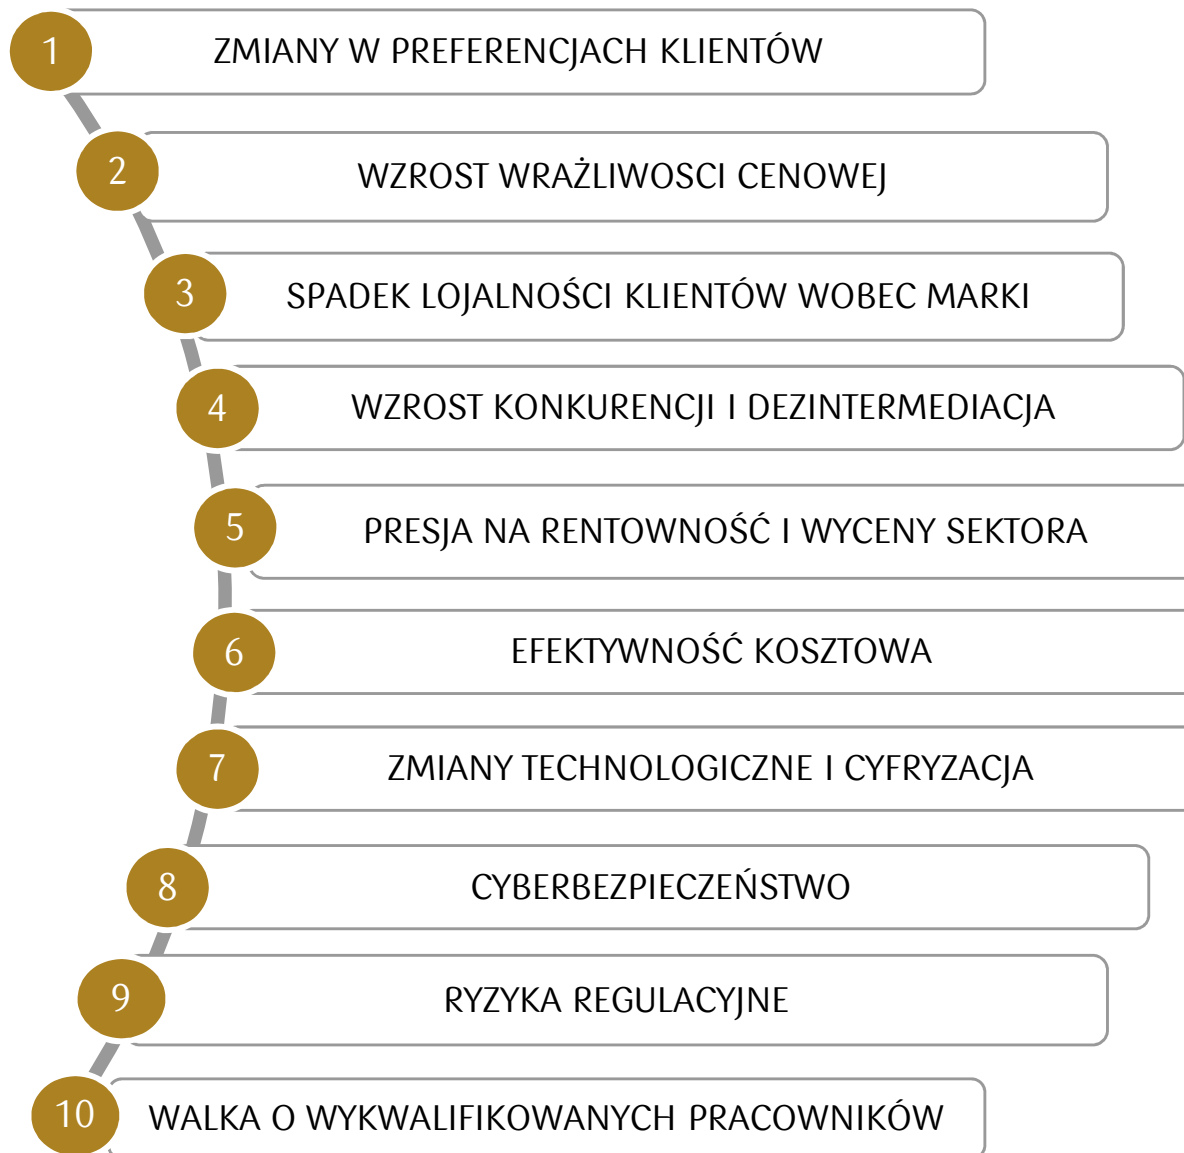 1
ZMIANY W PREFERENCJACH KLIENTÓW
2
WZROST WRAŻLIWOSCI CENOWEJ
3
SPADEK LOJALNOŚCI KLIENTÓW WOBEC MARKI
4
WZROST KONKURENCJI I DEZINTERMEDIACJA
5
PRESJA NA RENTOWNOŚĆ I WYCENY SEKTORA
6
EFEKTYWNOŚĆ KOSZTOWA
7
ZMIANY TECHNOLOGICZNE I CYFRYZACJA
8
CYBERBEZPIECZEŃSTWO
9
RYZYKA REGULACYJNE
10
WALKA O WYKWALIFIKOWANYCH PRACOWNIKÓW